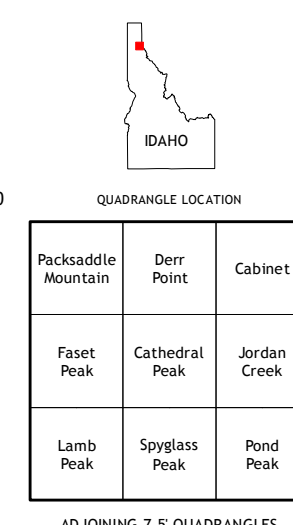 IDAHO
0
QUADRANGLE LOCATION
Packsaddle
Mountain
Derr
Point
Cabinet
Faset
Peak
Cathedral
Peak
Jordan
Creek
Lamb
Peak
Spyglass
Peak
Pond
Peak
ADJOINING 7.5' QUADRANGLES